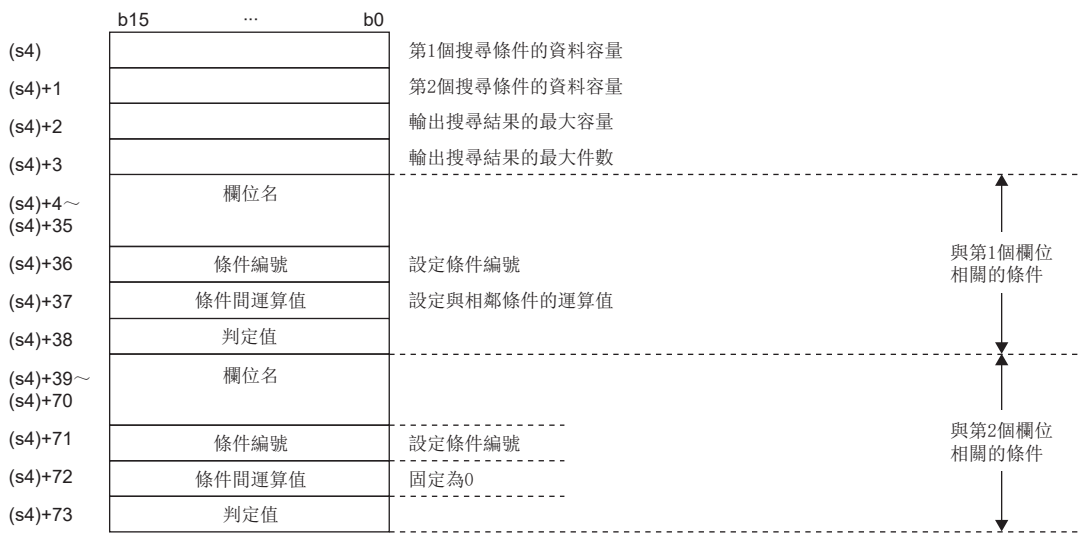 b15 … b0
(s4) 第1個搜尋條件的資料容量
(s4)+1 第2個搜尋條件的資料容量
(s4)+2 輸出搜尋結果的最大容量
(s4)+3 輸出搜尋結果的最大件數
(s4)+4～
(s4)+35
欄位名
(s4)+36 條件編號 設定條件編號
(s4)+37 條件間運算值 設定與相鄰條件的運算值
(s4)+38 判定值
與第1個欄位
相關的條件
(s4)+39～
(s4)+70
欄位名
(s4)+71 條件編號 設定條件編號
(s4)+72 條件間運算值 固定為0
(s4)+73 判定值
與第2個欄位
相關的條件